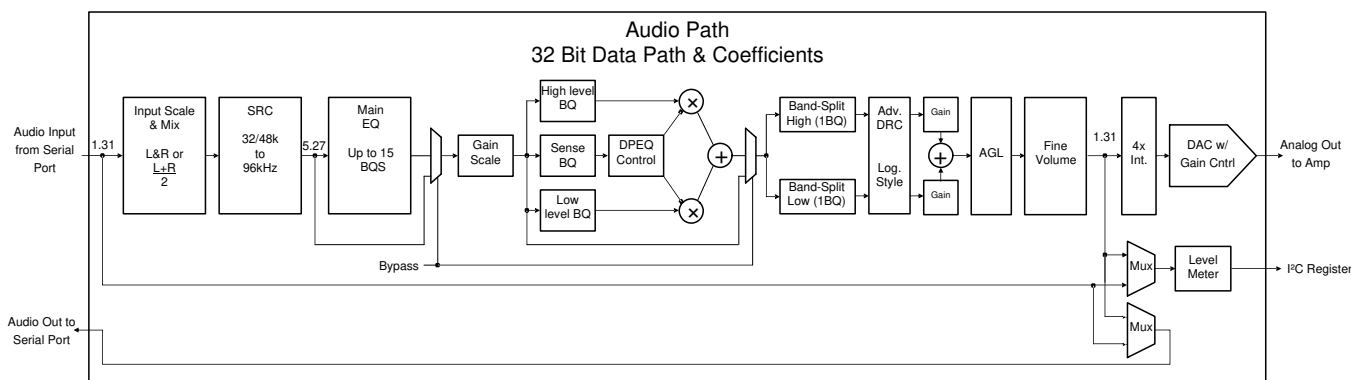 Audio Path
32 Bit Data Path & Coefficients
Audio Input
from Serial
Port
1.31
Input Scale
& Mix
L&R or
L+R
2
SRC
32/48k
to
96kHz
5.27
Main
EQ
Up to 15
BQS
Gain
Scale
High level
BQ
Sense
BQ
Low
level BQ
DPEQ
Control
×
×
+
Bypass
Band-Split
High (1BQ)
Band-Split
Low (1BQ)
Adv.
DRC
Log.
Style
Gain
+
Gain
AGL
Fine
Volume
1.31
4x
Int.
DAC w/
Gain Cntrl
Analog Out
to Amp
Mux
Level
Meter
I²C Register
Mux
Audio Out to
Serial Port